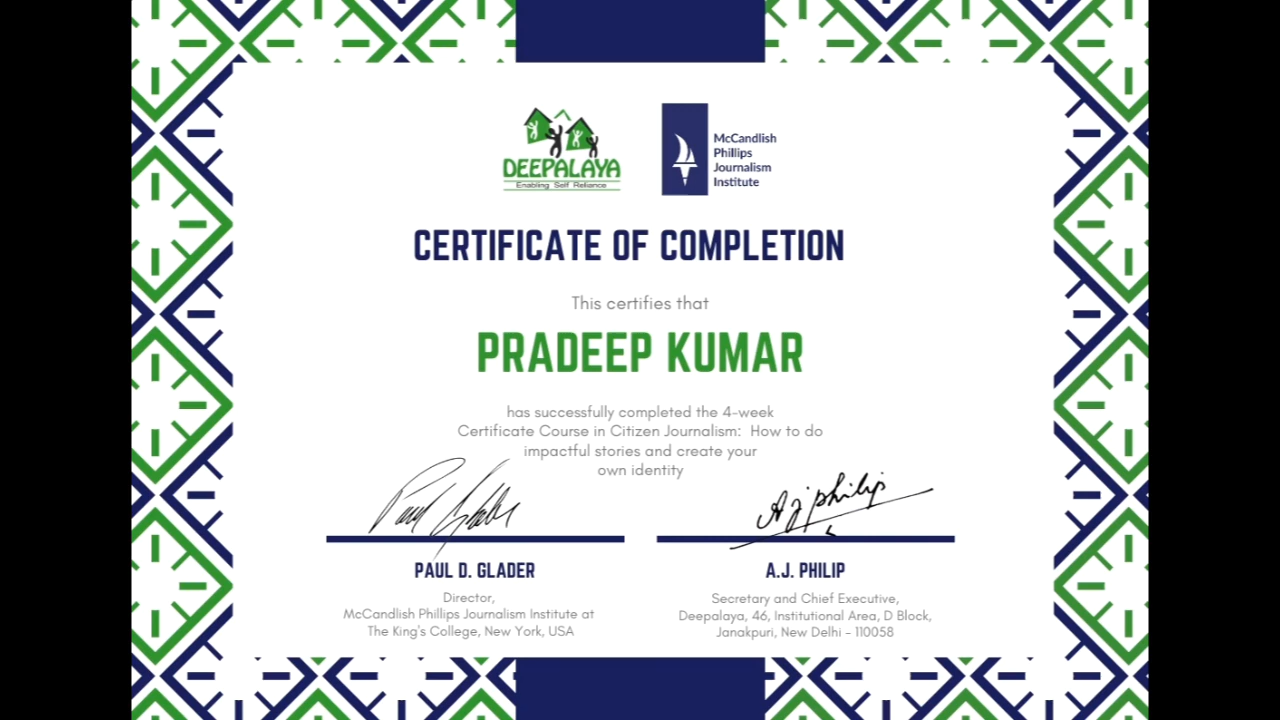 DEEPALAYA
Enabling Self Reliance
McCandlish
Phillips
Journalism
Institute
CERTIFICATE OF COMPLETION
This certifies that
PRADEEP KUMAR
has successfully completed the 4-week
Certificate Course in Citizen Journalism: How to do
impactful stories and create your
own identity
Paul Glader
A j philip
PAUL D. GLADER
Director,
McCandlish Phillips Journalism Institute at
The King's College, New York, USA
A.J. PHILIP
Secretary and Chief Executive,
Deepalaya, 46, Institutional Area, D Block,
Janakpuri, New Delhi - 110058